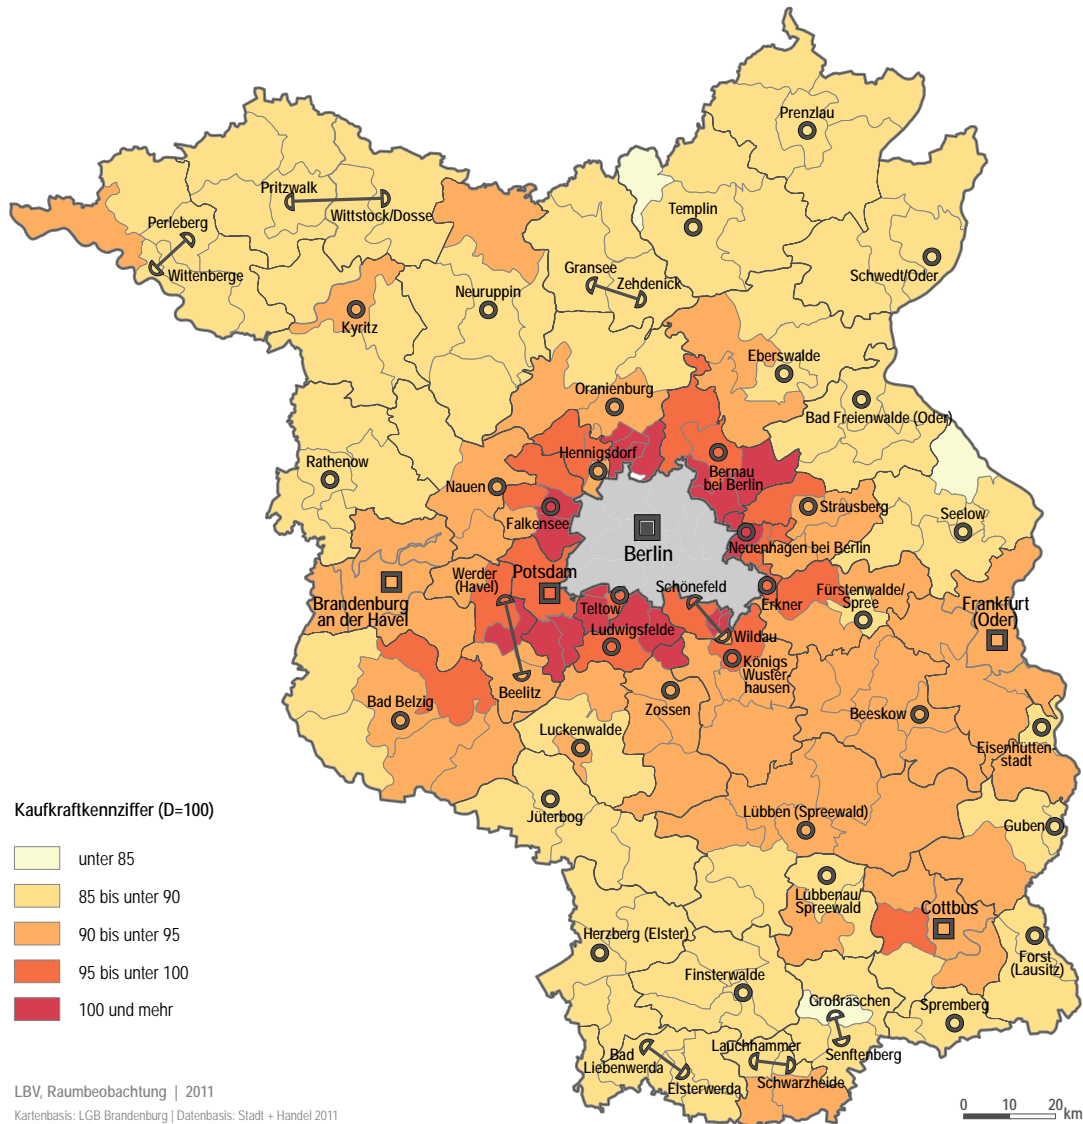 Prenzlau
Pritzwalk
Wittstock/Dosse
Perleberg
Wittenberge
Templin
Schwedt/Oder
Gransee
Zehdenick
Neuruppin
Kyritz
Eberswalde
Oranienburg
Bad Freienwalde (Oder)
Hennigsdorf
Bernau
bei Berlin
Rathenow
Nauen
Falkensee
Strausberg
Seelow
Berlin
Neuenhagen bei Berlin
Werder
(Havel)
Potsdam
Schönefeld
Erkner
Fürstenwalde/
Spree
Brandenburg
an der Havel
Teltow
Ludwigsfelde
Wildau
Frankfurt
(Oder)
Königs
Wuster-
hausen
Beelitz
Bad Belzig
Zossen
Beeskow
Luckenwalde
Eisenhütten-
stadt
Jüterbog
Lübben (Spreewald)
Guben
Kaufkraftkennziffer (D=100)
unter 85
85 bis unter 90
90 bis unter 95
95 bis unter 100
100 und mehr
Lübbenau/
Spreewald
Cottbus
Herzberg (Elster)
Forst
(Lausitz)
Finsterwalde
Großräschen
Spremberg
Lauchhammer
Senftenberg
Bad
Liebenwerda
Elsterwerda
Schwarzheide
LBV, Raumbeobachtung | 2011
Kartenbasis: LGB Brandenburg | Datenbasis: Stadt + Handel 2011
0 10 20 km